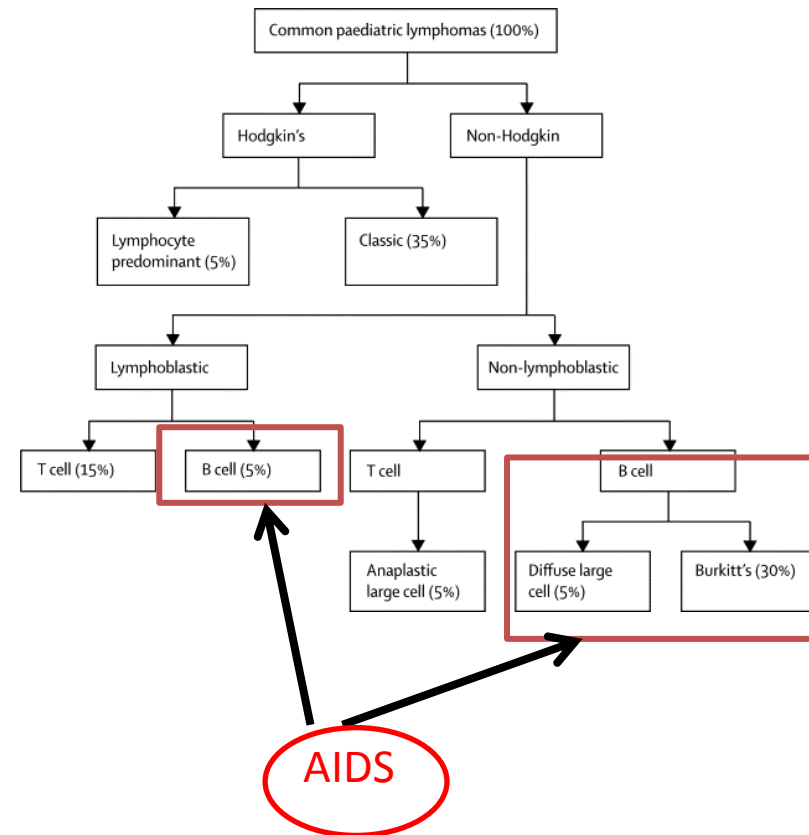 Common paediatric lymphomas (100%)
Hodgkin's
Non-Hodgkin
Lymphocyte
predominant (5%)
Classic (35%)
Lymphoblastic
Non-lymphoblastic
T cell (15%)
B cell (5%)
T cell
B cell
Anaplastic
large cell (5%)
Diffuse large
cell (5%)
Burkitt's (30%)
AIDS